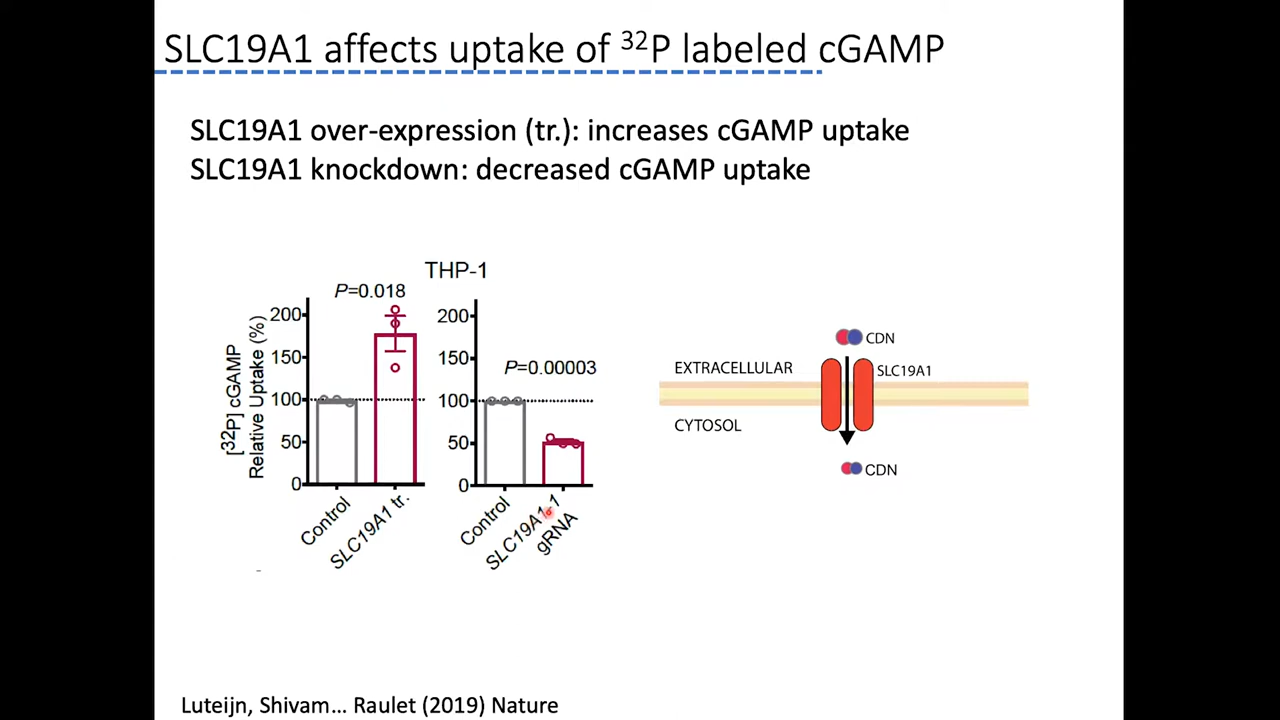 SLC19A1 affects uptake of ³²P labeled cGAMP
SLC19A1 over-expression (tr.): increases cGAMP uptake
SLC19A1 knockdown: decreased cGAMP uptake
THP-1
P=0.018
[³²P] cGAMP
Relative Uptake (%)
200
150
100
50
0
Control
SLC19A1 tr.
P=0.00003
200
150
100
50
0
Control
SLC19A1-1
gRNA
CDN
EXTRACELLULAR
SLC19A1
CYTOSOL
CDN
Luteijn, Shivam... Raulet (2019) Nature